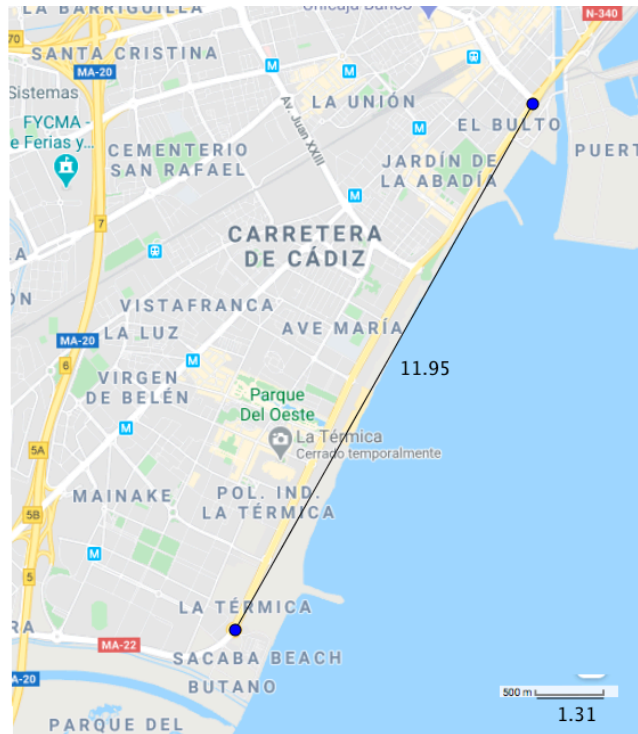 LA BARRIGUILLA
Unicaja Banco
N-340
70
SANTA CRISTINA
MA-20
Sistemas
LA UNIÓN
FYCMA -
e Ferias y...
Av. Juan XXIII
EL BULTO
CEMENTERIO
SAN RAFAEL
JARDÍN DE
LA ABADÍA
PUERT
7
CARRETERA
DE CÁDIZ
LA
ÓN
VISTAFRANCA
MA-20
LA LUZ
AVE MARÍA
6
11.95
VIRGEN
DE BELÉN
Parque
Del Oeste
La Térmica
Cerrado temporalmente
5A
MAINAKE
POL. IND.
LA TÉRMICA
5B
5
LA TÉRMICA
RA
MA-22
SACABA BEACH
A-20
BUTANO
500 m
1.31
PARQUE DEL